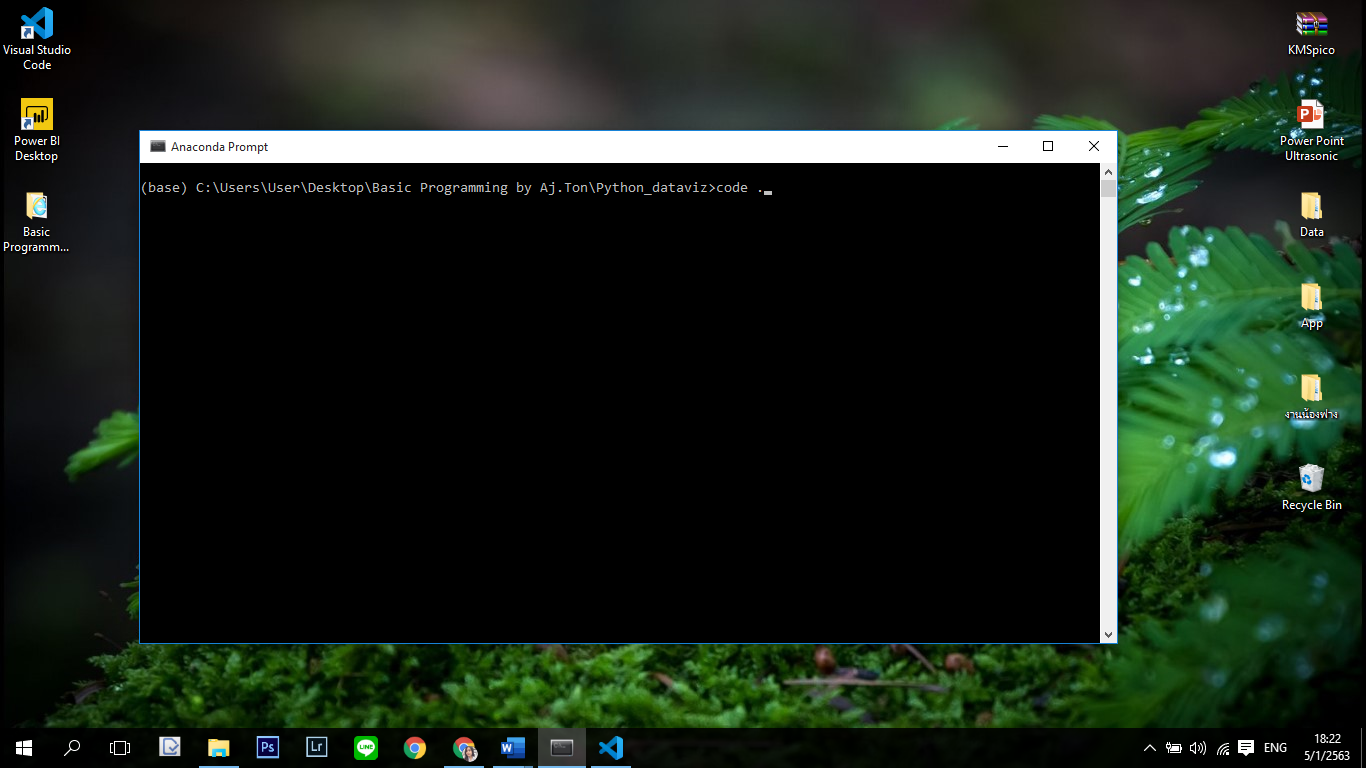 Visual Studio
Code
Power BI
Desktop
Basic
Programm...
Anaconda Prompt
(base) C:\Users\User\Desktop\Basic Programming by Aj.Ton\Python_dataviz>code .
KMSpico
Power Point
Ultrasonic
Data
App
งานน้องฟาง
Recycle Bin
Ps
Lr
LINE
W
ENG
18:22
5/1/2563